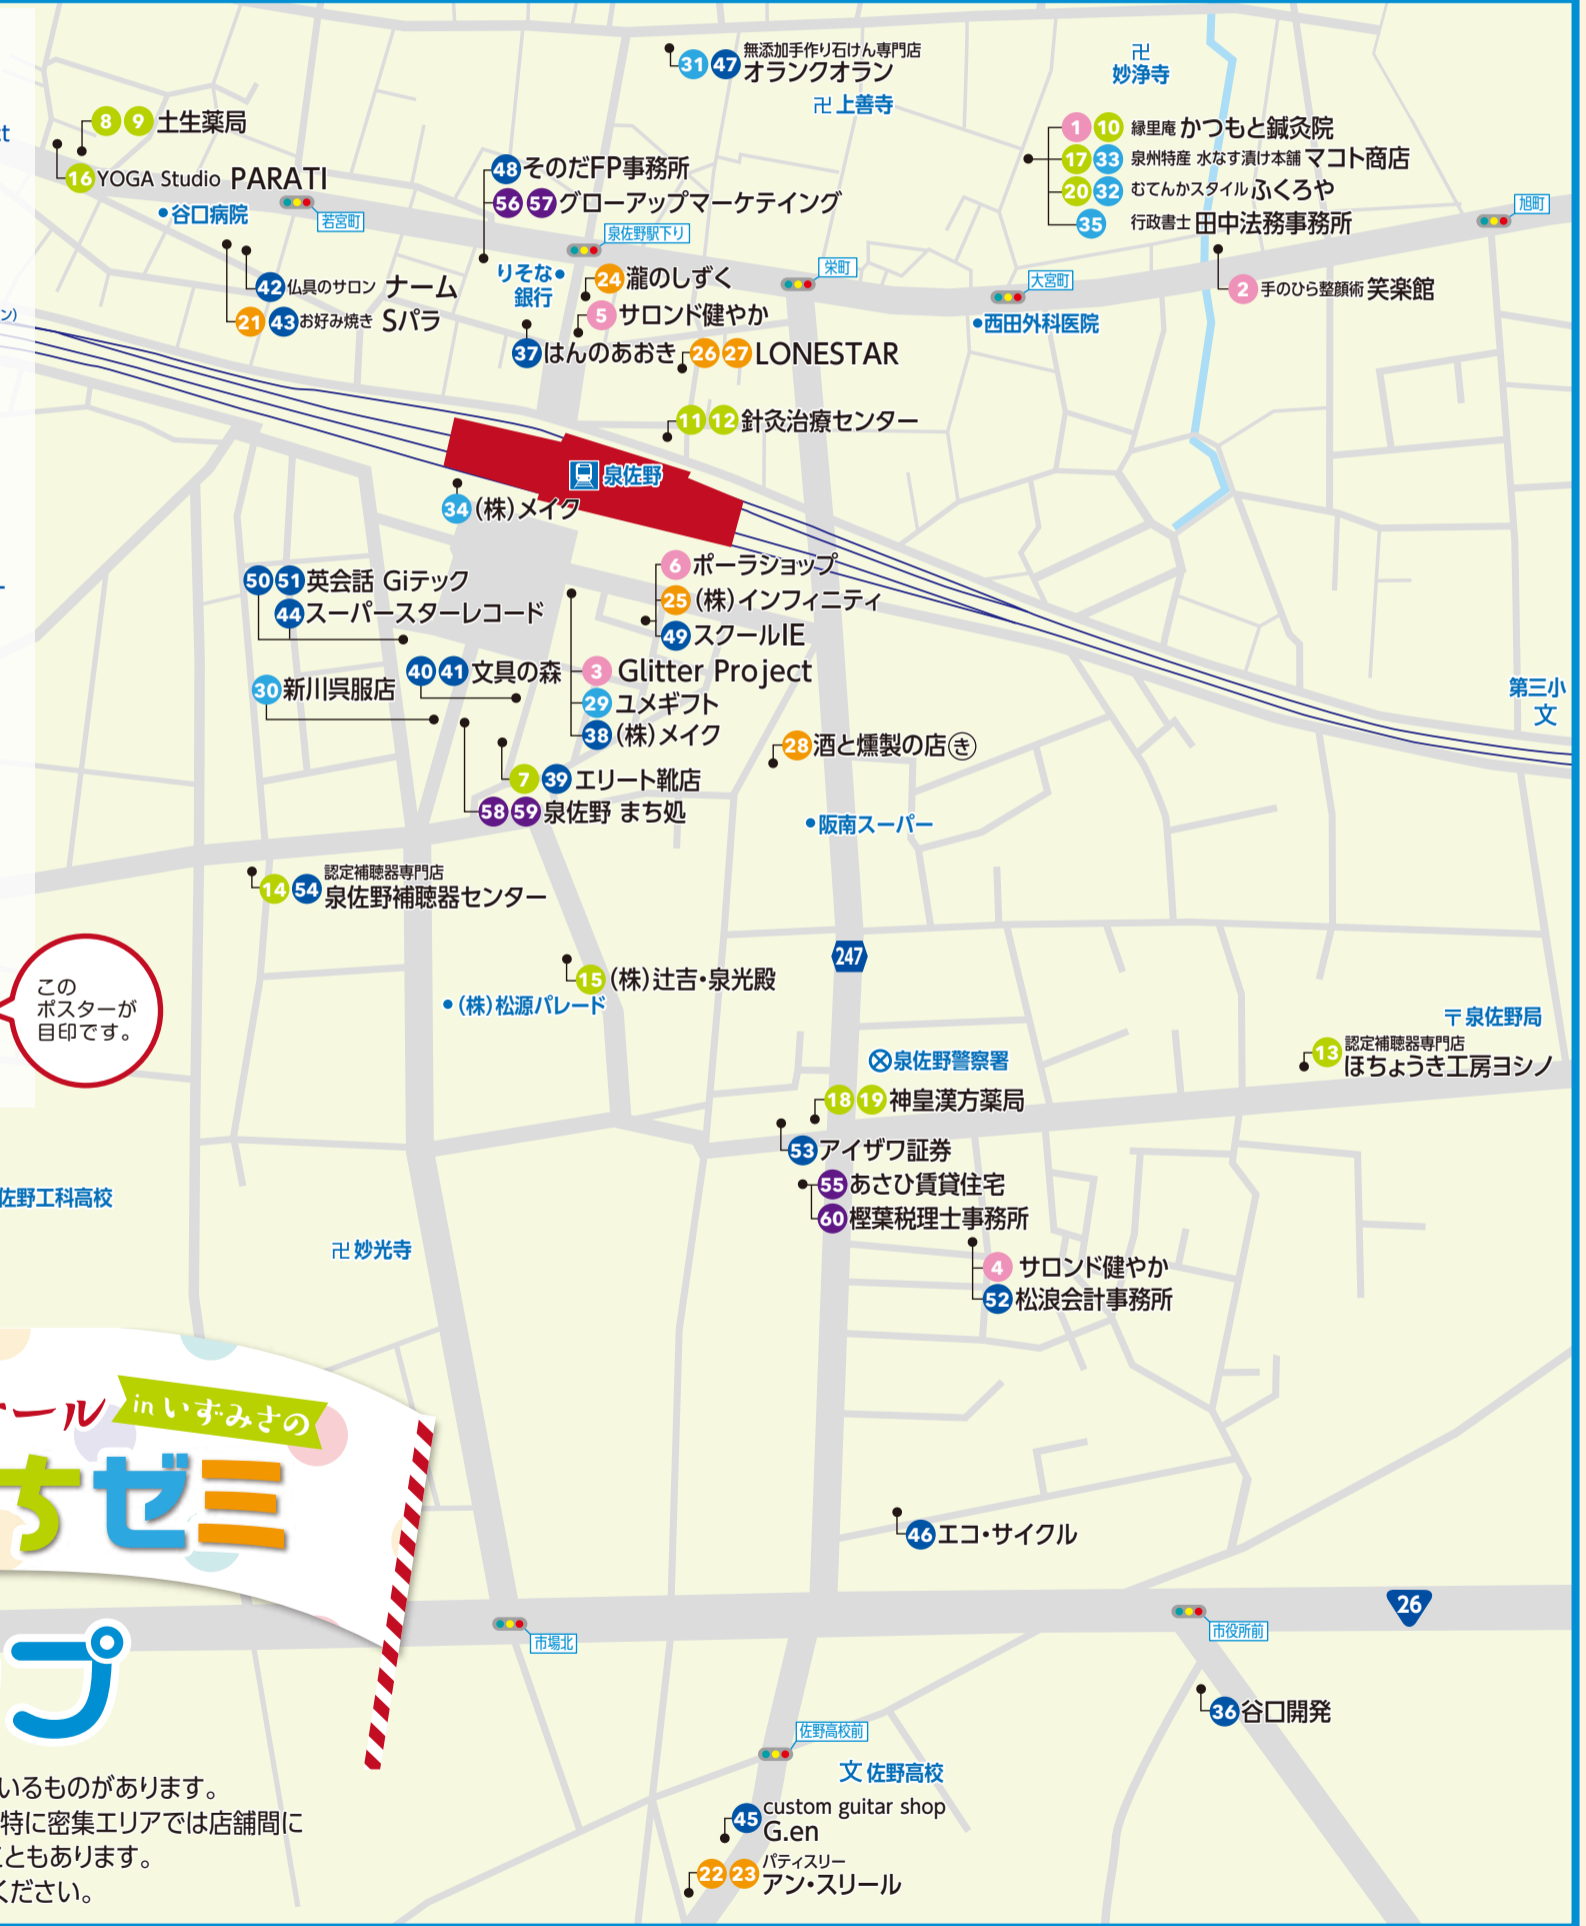 31 47 無添加手作り石けん専門店
オランクオラン
卍 上善寺
卍
妙浄寺
8 9 土生薬局
16 YOGA Studio PARATI
谷口病院
若宮町
48 そのだFP事務所
56 57 グローアップマーケテイング
泉佐野駅下り
りそな
銀行
24 瀧のしずく
5 サロンド健やか
37 はんのあおき
26 27 LONESTAR
栄町
大宮町
西田外科医院
1 10 縁里庵 かつもと鍼灸院
17 33 泉州特産 水なす漬け本舗 マコト商店
20 32 むてんかスタイル ふくろや
35 行政書士 田中法務事務所
旭町
2 手のひら整顔術 笑楽館
42 仏具のサロン ナーム
21 43 お好み焼き Sパラ
ン)
11 12 針灸治療センター
泉佐野
34 (株)メイク
6 ポーラショップ
25 (株)インフィニティ
49 スクールIE
50 51 英会話 Giテック
44 スーパースターレコード
40 41 文具の森
30 新川呉服店
3 Glitter Project
29 ユメギフト
38 (株)メイク
第三小
文
28 酒と燻製の店㋖
7 39 エリート靴店
58 59 泉佐野 まち処
阪南スーパー
14 54 認定補聴器専門店
泉佐野補聴器センター
247
15 (株)辻吉・泉光殿
(株)松源パレード
この
ポスターが
目印です。
〒泉佐野局
13 認定補聴器専門店
ほちょうき工房ヨシノ
泉佐野警察署
18 19 神皇漢方薬局
53 アイザワ証券
55 あさひ賃貸住宅
60 樫葉税理士事務所
佐野工科高校
卍 妙光寺
4 サロンド健やか
52 松浪会計事務所
ール in いずみさの
ちゼミ
プ
46 エコ・サイクル
26
市場北
市役所前
36 谷口開発
佐野高校前
文 佐野高校
45 custom guitar shop
G.en
22 23 パティスリー
アン・スリール
いるものがあります。
特に密集エリアでは店舗間に
ともあります。
ください。